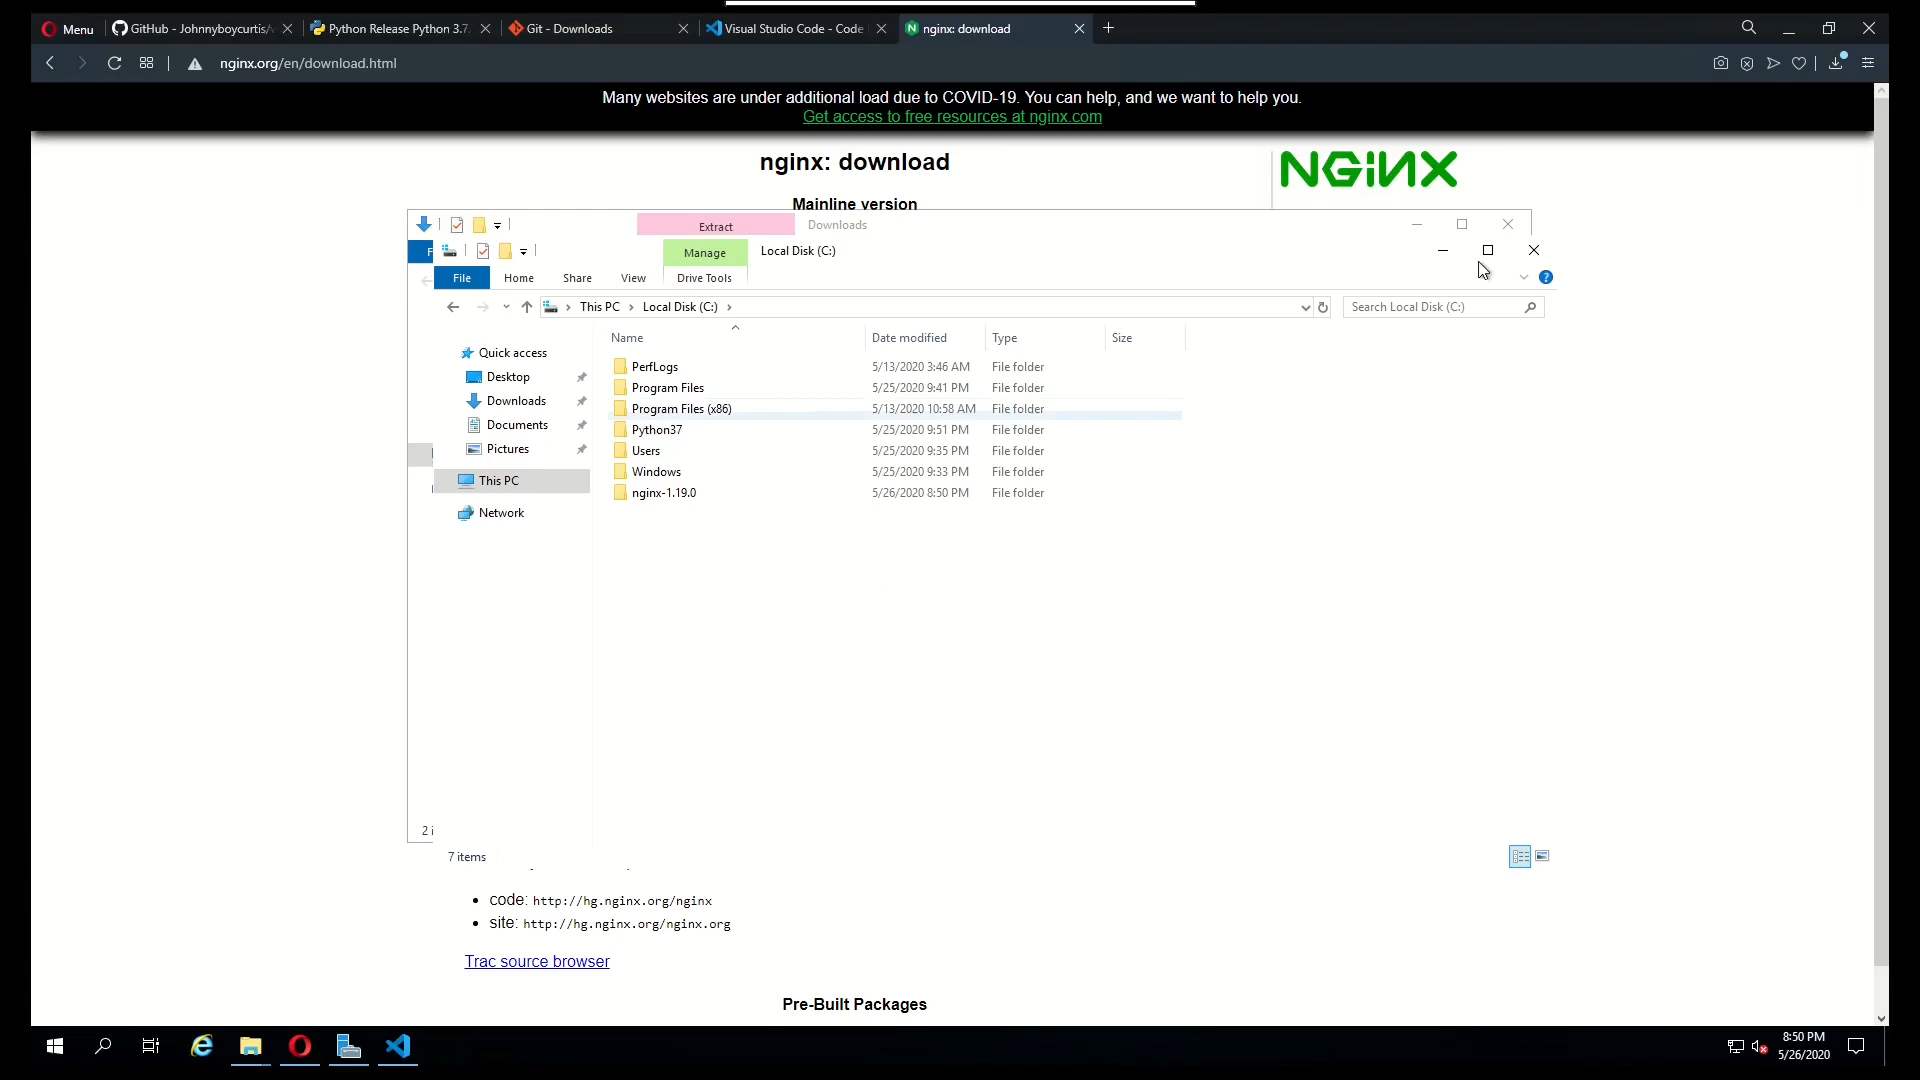 Menu
GitHub - Johnnyboycurtis/
Python Release Python 3.7.
Git - Downloads
Visual Studio Code - Code
nginx: download
nginx.org/en/download.html
Many websites are under additional load due to COVID-19. You can help, and we want to help you.
Get access to free resources at nginx.com
nginx: download
NGINX
Mainline version
Extract
Downloads
Manage
Local Disk (C:)
File
Home
Share
View
Drive Tools
This PC
Local Disk (C:)
Search Local Disk (C:)
Name
Date modified
Type
Size
Quick access
Desktop
Downloads
Documents
Pictures
This PC
Network
PerfLogs 5/13/2020 3:46 AM File folder
Program Files 5/25/2020 9:41 PM File folder
Program Files (x86) 5/13/2020 10:58 AM File folder
Python37 5/25/2020 9:51 PM File folder
Users 5/25/2020 9:35 PM File folder
Windows 5/25/2020 9:33 PM File folder
nginx-1.19.0 5/26/2020 8:50 PM File folder
2 i
7 items
• code: http://hg.nginx.org/nginx
• site: http://hg.nginx.org/nginx.org
Trac source browser
Pre-Built Packages
8:50 PM
5/26/2020